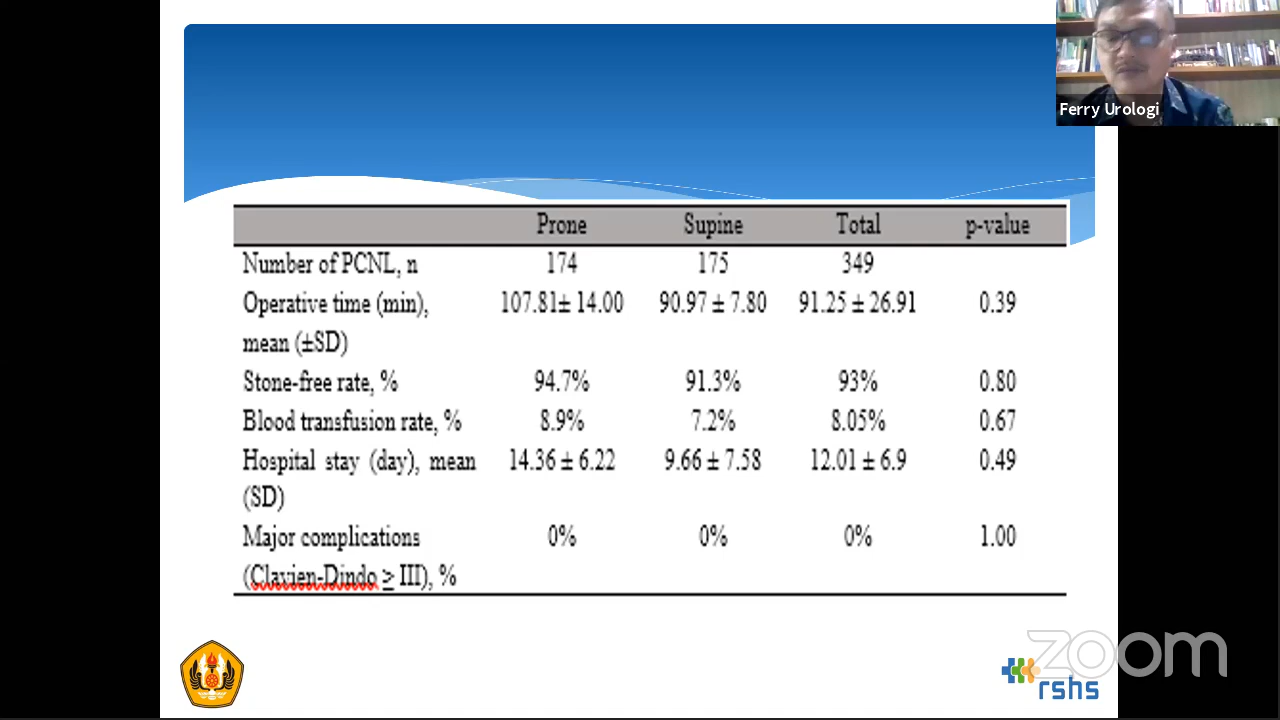 Ferry Urologi
Prone Supine Total p-value
Number of PCNL, n 174 175 349
Operative time (min), 107.81± 14.00 90.97 ± 7.80 91.25 ± 26.91 0.39
mean (±SD)
Stone-free rate, % 94.7% 91.3% 93% 0.80
Blood transfusion rate, % 8.9% 7.2% 8.05% 0.67
Hospital stay (day), mean 14.36 ± 6.22 9.66 ± 7.58 12.01 ± 6.9 0.49
(SD)
Major complications 0% 0% 0% 1.00
(Clavien-Dindo ≥ III), %
zoom
rshs